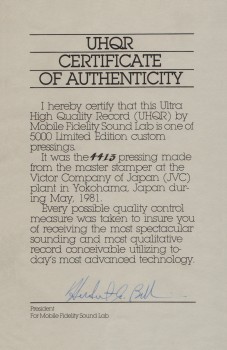 UHQR
CERTIFICATE
OF AUTHENTICITY
I hereby certify that this Ultra
High Quality Record (UHQR) by
Mobile Fidelity Sound Lab is one of
5000 Limited Edition custom
pressings.
It was the 4413 pressing made
from the master stamper at the
Victor Company of Japan (JVC)
plant in Yokohama, Japan dur-
ing May, 1981.
Every possible quality control
measure was taken to insure you
of receiving the most spectacular
sounding and most qualitative
record conceivable utilizing to-
day's most advanced technology.
President
For Mobile Fidelity Sound Lab